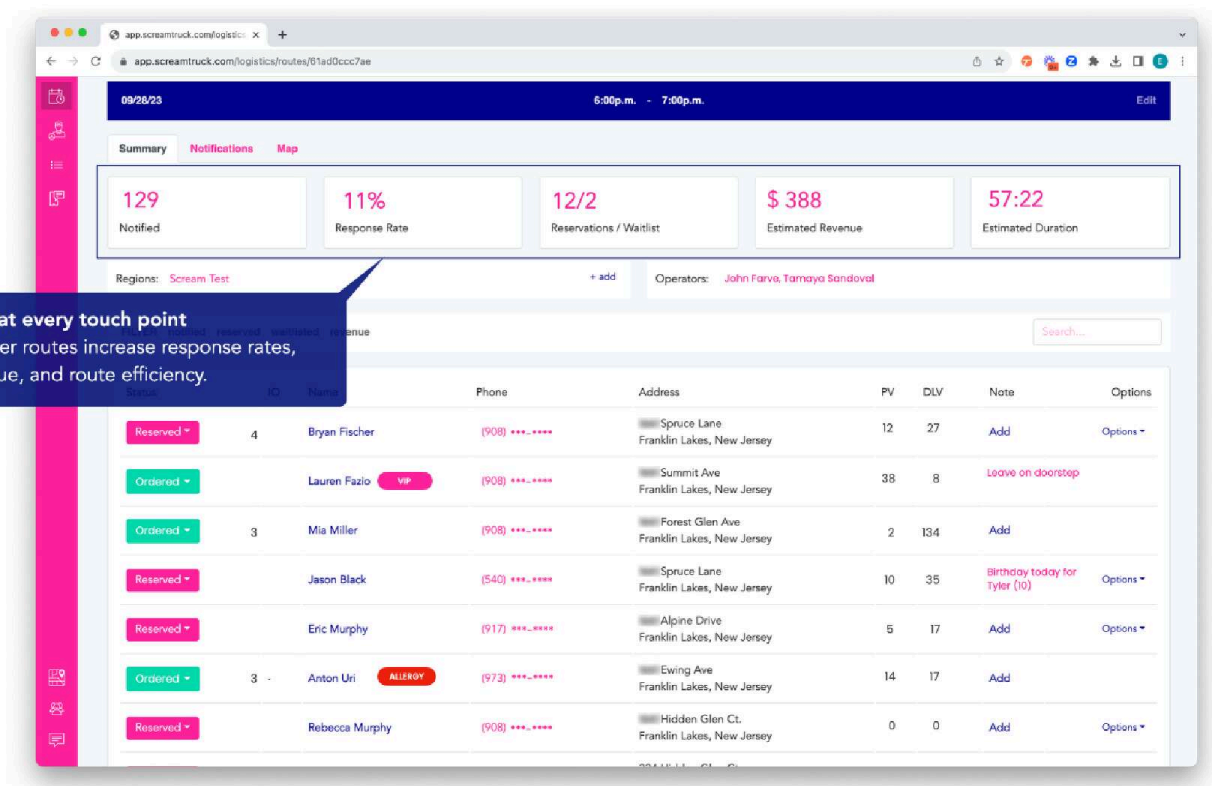 app.screamtruck.com/logistics
app.screamtruck.com/logistics/routes/61ad0ccc7ae
09/28/23 6:00p.m. - 7:00p.m. Edit
Summary Notifications Map
129 11% 12/2 $ 388 57:22
Notified Response Rate Reservations / Waitlist Estimated Revenue Estimated Duration
Regions: Scream Test + add Operators: John Farve, Tamaya Sandoval
at every touch point
er routes increase response rates,
ue, and route efficiency.
revenue Search...
Status ID Name Phone Address PV DLV Note Options
Reserved 4 Bryan Fischer (908) ***-**** Spruce Lane 12 27 Add Options
Franklin Lakes, New Jersey
Ordered Lauren Fazio VIP (908) ***-**** Summit Ave 38 8 Leave on doorstep
Franklin Lakes, New Jersey
Ordered 3 Mia Miller (908) ***-**** Forest Glen Ave 2 134 Add
Franklin Lakes, New Jersey
Reserved Jason Black (540) ***-**** Spruce Lane 10 35 Birthday today for Options
Franklin Lakes, New Jersey Tyler (10)
Reserved Eric Murphy (917) ***-**** Alpine Drive 5 17 Add Options
Franklin Lakes, New Jersey
Ordered 3 - Anton Uri ALLERGY (973) ***-**** Ewing Ave 14 17 Add
Franklin Lakes, New Jersey
Reserved Rebecca Murphy (908) ***-**** Hidden Glen Ct. 0 0 Add Options
Franklin Lakes, New Jersey